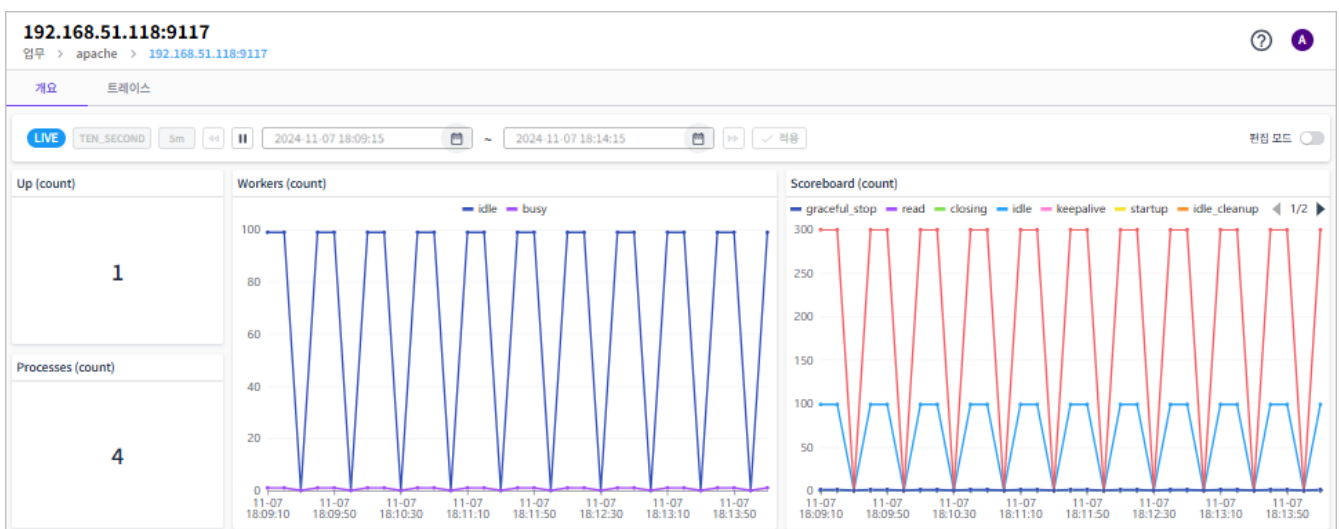 192.168.51.118:9117
업무 > apache > 192.168.51.118:9117
A
개요 트레이스
LIVE TEN_SECOND 5m 2024-11-07 18:09:15 ~ 2024-11-07 18:14:15 적용 편집 모드
Up (count)
1
Processes (count)
4
Workers (count)
idle busy
100
80
60
40
20
0
11-07 11-07 11-07 11-07 11-07 11-07 11-07 11-07
18:09:10 18:09:50 18:10:30 18:11:10 18:11:50 18:12:30 18:13:10 18:13:50
Scoreboard (count)
graceful_stop read closing idle keepalive startup idle_cleanup 1/2
300
250
200
150
100
50
0
11-07 11-07 11-07 11-07 11-07 11-07 11-07 11-07
18:09:10 18:09:50 18:10:30 18:11:10 18:11:50 18:12:30 18:13:10 18:13:50